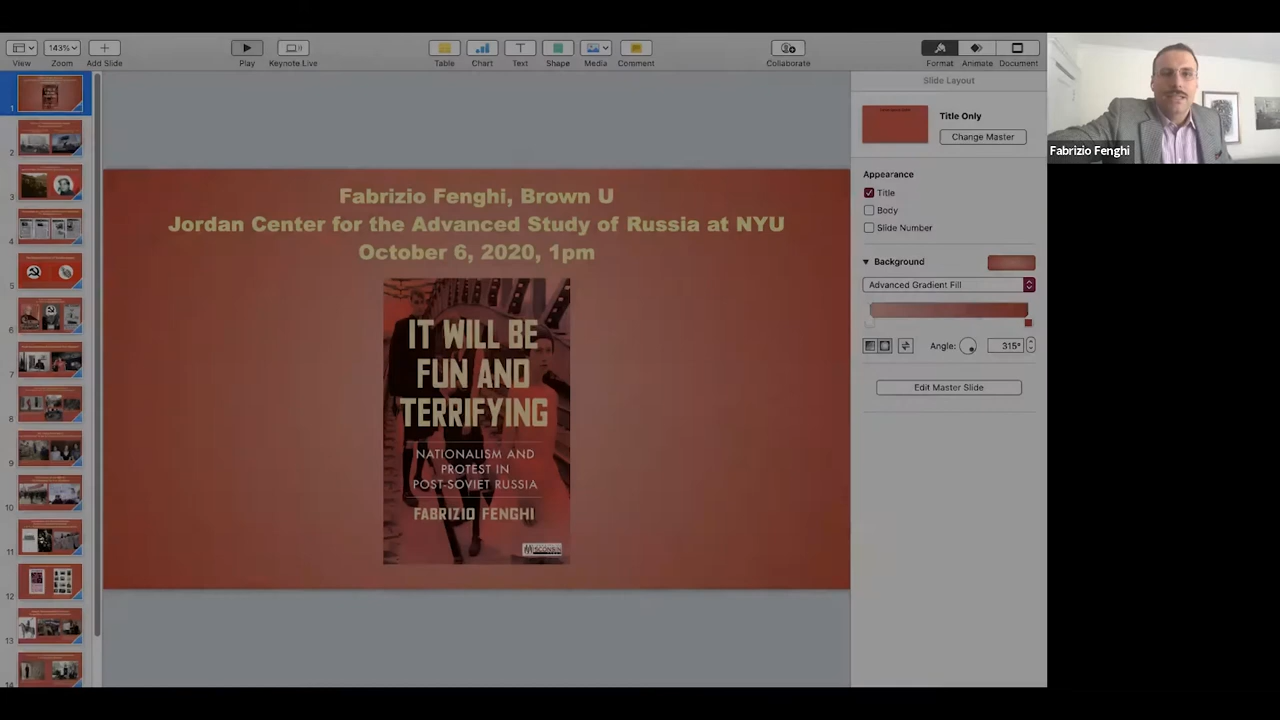 View
143%
Zoom
Add Slide
Play
Keynote Live
Table
Chart
T
Text
Shape
Media
Comment
Collaborate
Format
Animate
Document
Slide Layout
Title Only
Change Master
Appearance
Title
Body
Slide Number
Background
Advanced Gradient Fill
Angle:
315°
Edit Master Slide
1
2
3
4
5
6
7
8
9
10
11
12
13
14
Fabrizio Fenghi, Brown U
Jordan Center for the Advanced Study of Russia at NYU
October 6, 2020, 1pm
IT WILL BE
FUN AND
TERRIFYING
NATIONALISM AND
PROTEST IN
POST-SOVIET RUSSIA
FABRIZIO FENGHI
WISCONSIN
Fabrizio Fenghi